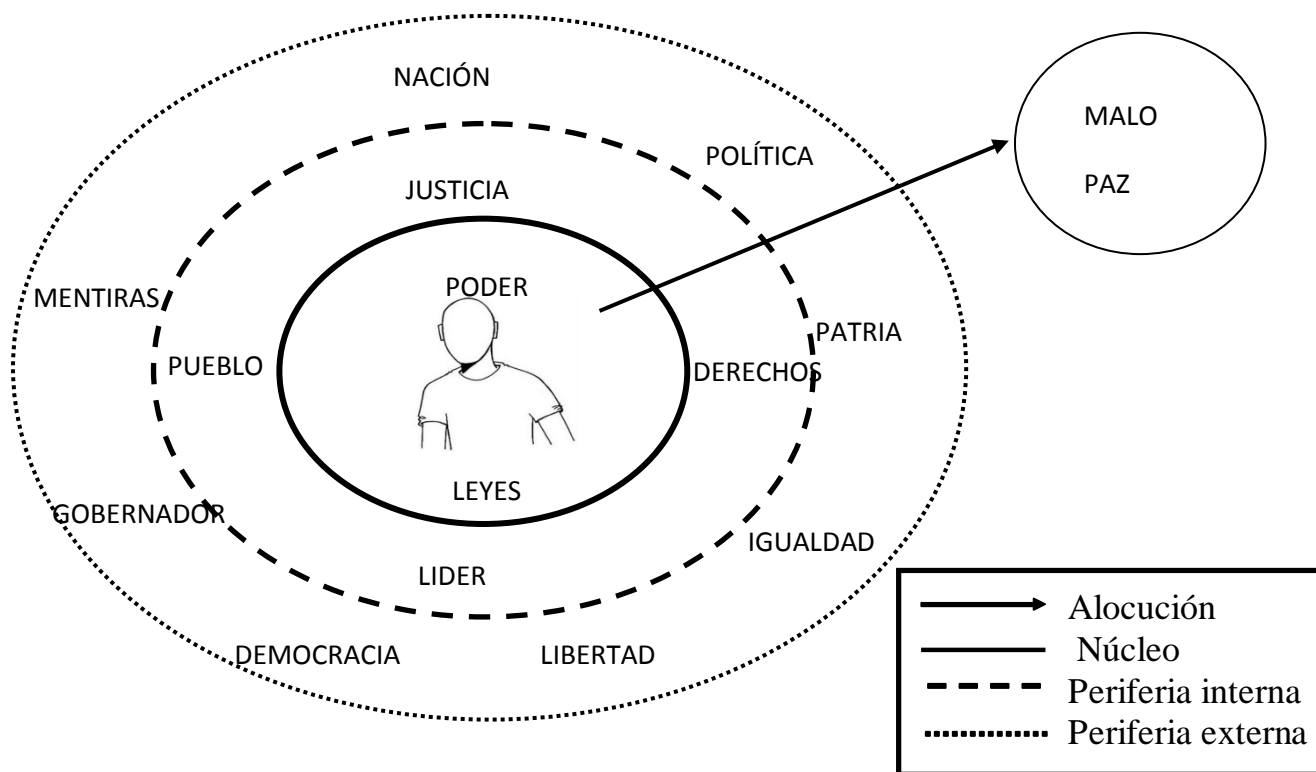 NACIÓN
MALO
POLÍTICA
PAZ
JUSTICIA
PODER
MENTIRAS
PATRIA
PUEBLO
DERECHOS
LEYES
GOBERNADOR
IGUALDAD
LIDER
DEMOCRACIA
LIBERTAD
Alocución
Núcleo
Periferia interna
Periferia externa